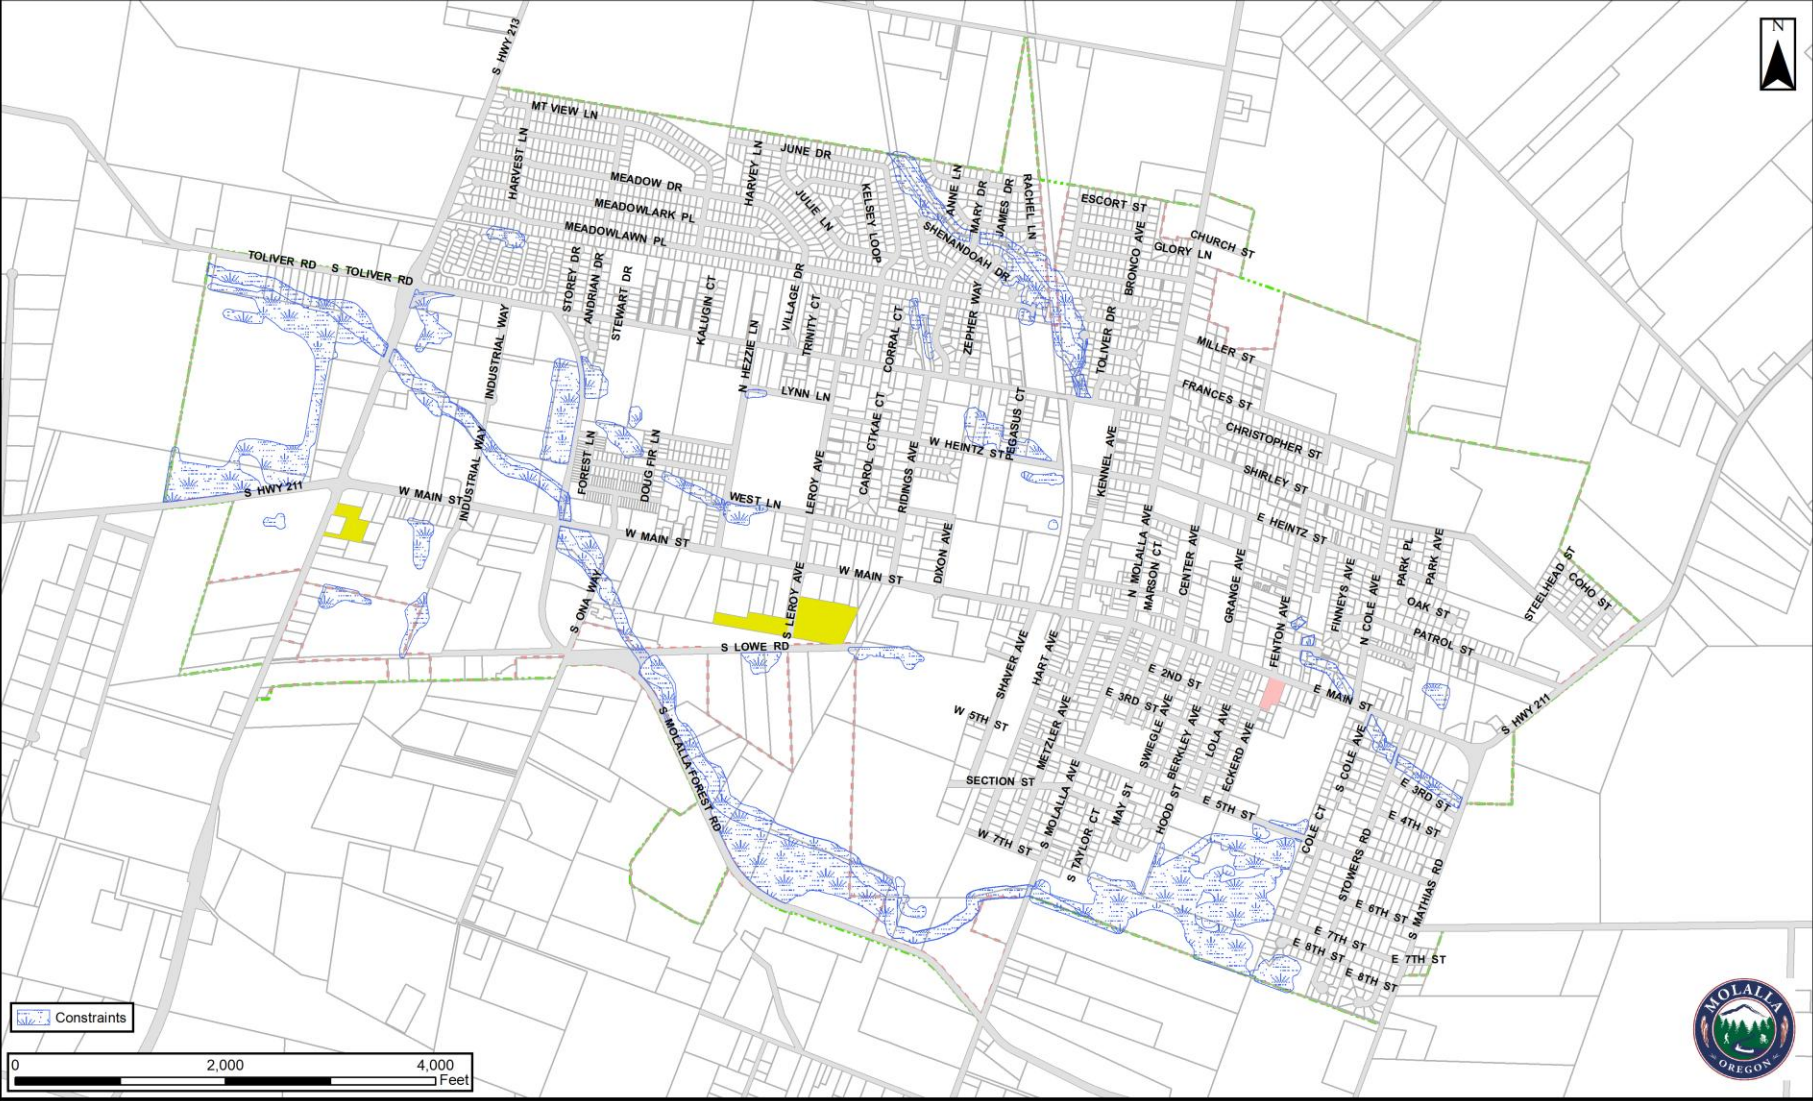 N
S HWY 213
MT VIEW LN
HARVEST LN
JUNE DR
HARVEY LN
MEADOW DR
MEADOWLARK PL
MEADOWLAWN PL
JULIE LN
KELSEY LOOP
ANNE LN
MARY DR
JAMES DR
RACHEL LN
SHENANDOAH DR
ESCORT ST
BRONCO AVE
CHURCH ST
GLORY LN
TOLIVER RD
S TOLIVER RD
STOREY DR
ANDRIAN DR
STEWART DR
KALUGIN CT
VILLAGE DR
TRINITY CT
N HEZZIE LN
CORRAL CT
ZEPHER WAY
TOLIVER DR
INDUSTRIAL WAY
MILLER ST
FRANCES ST
CHRISTOPHER ST
SHIRLEY ST
E HEINTZ ST
LYNN LN
CAROL CT
KAE CT
PEGASUS CT
W HEINTZ ST
KENNEL AVE
INDUSTRIAL WAY
FOREST LN
DOUG FIR LN
LEROY AVE
RIDINGS AVE
WEST LN
S HWY 211
W MAIN ST
W MAIN ST
W MAIN ST
DIXON AVE
N MOLALLA AVE
MARSON CT
CENTER AVE
GRANGE AVE
FENTON AVE
FINNEYS AVE
N COLE AVE
PARK PL
PARK AVE
OAK ST
PATROL ST
STEELHEAD ST
COHO ST
S ONA WAY
S LEROY AVE
S LOWE RD
SHAVER AVE
HART AVE
E 2ND ST
E 3RD ST
E MAIN ST
S HWY 211
W 5TH ST
METZLER AVE
SWIEGLE AVE
BERKLEY AVE
LOLA AVE
ECKERD AVE
S COLE AVE
S MOLALLA FOREST RD
SECTION ST
S MOLALLA AVE
MAY ST
HOOD ST
E 5TH ST
E 3RD ST
E 4TH ST
W 7TH ST
S TAYLOR CT
COLE CT
STOWERS RD
S MATHIAS RD
E 6TH ST
E 7TH ST
E 8TH ST
E 7TH ST
E 8TH ST
Constraints
0 2,000 4,000
Feet
MOLALLA
OREGON